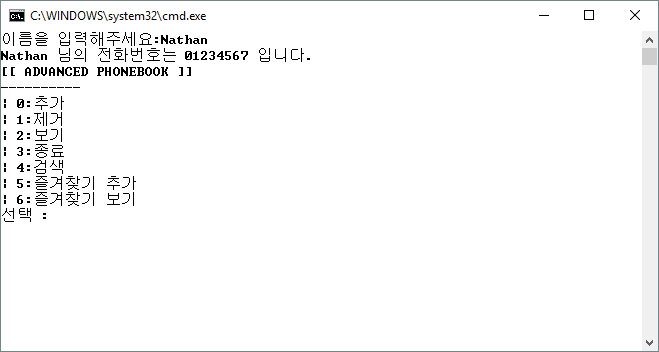 C:\WINDOWS\system32\cmd.exe
이름을 입력해주세요:Nathan
Nathan 님의 전화번호는 01234567 입니다.
[[ ADVANCED PHONEBOOK ]]
----------
¦ 0:추가
¦ 1:제거
¦ 2:보기
¦ 3:종료
¦ 4:검색
¦ 5:즐겨찾기 추가
¦ 6:즐겨찾기 보기
선택 :